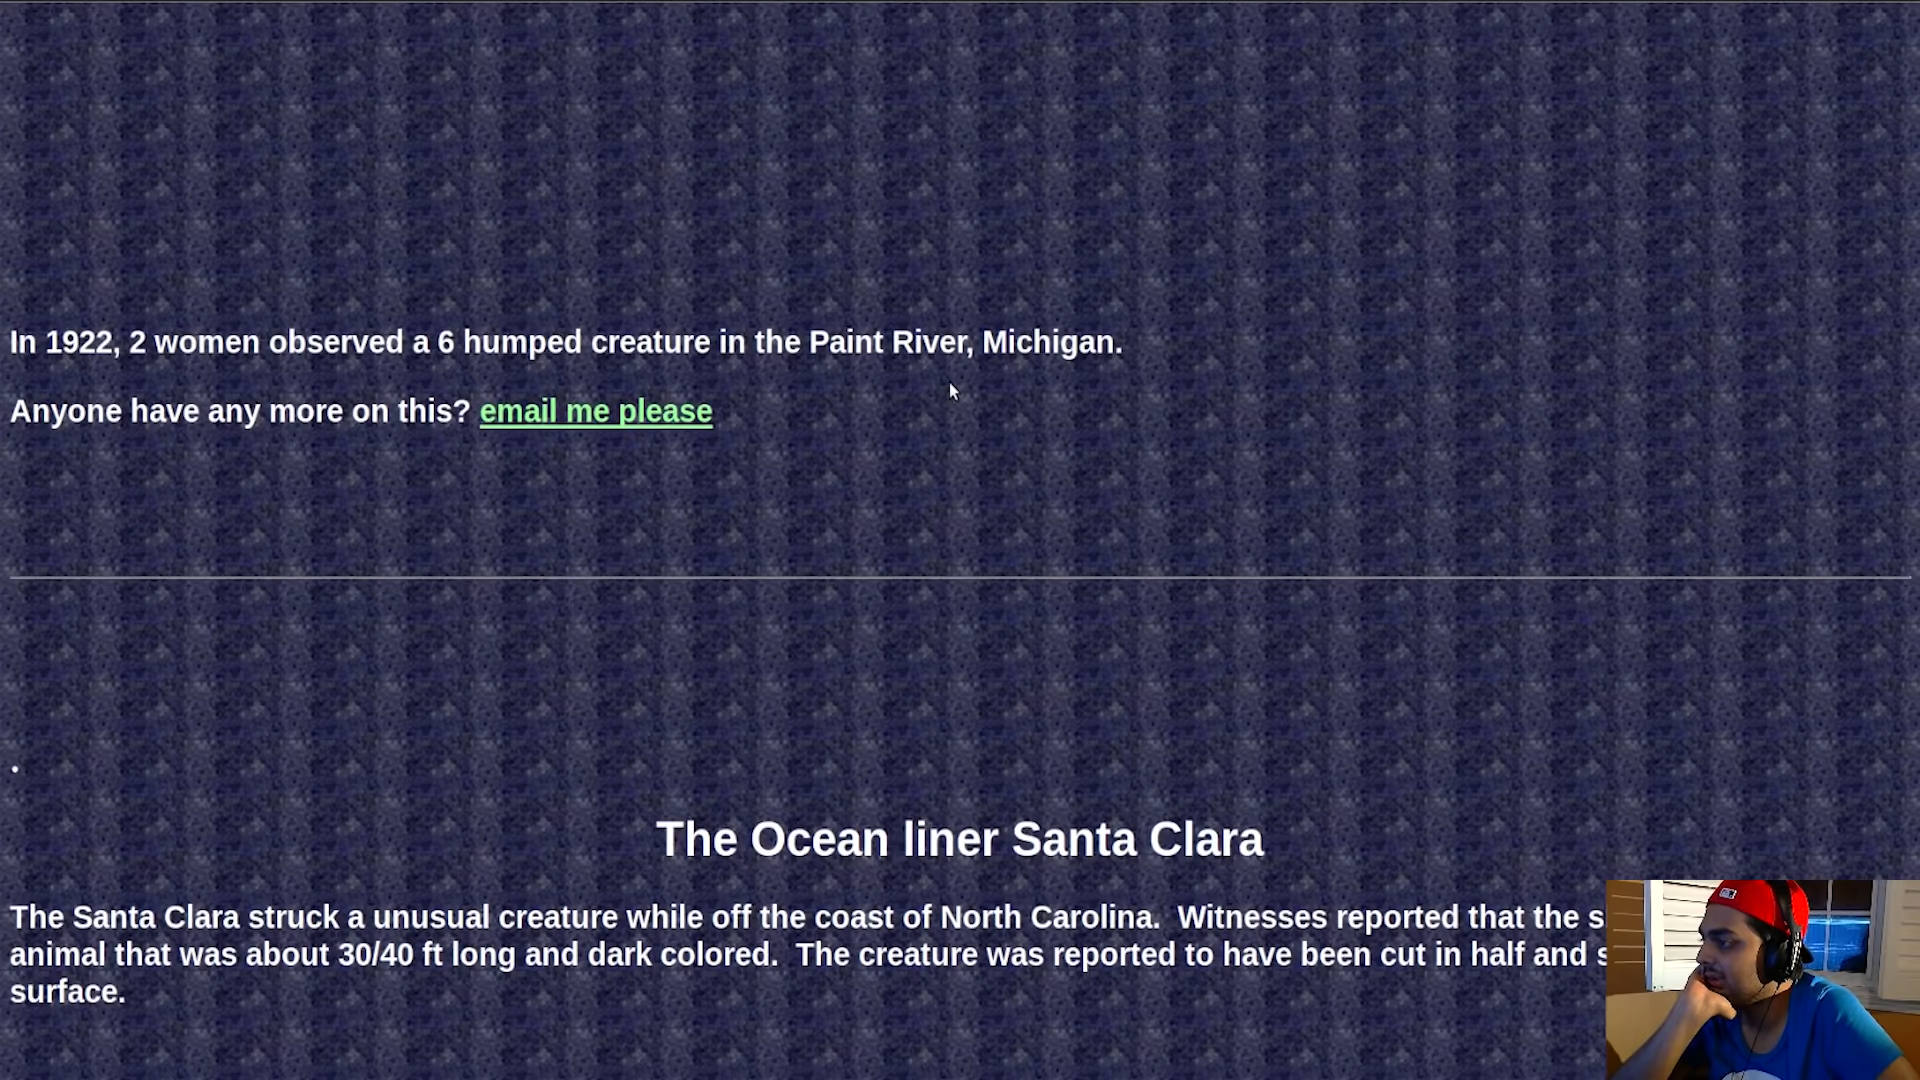 In 1922, 2 women observed a 6 humped creature in the Paint River, Michigan.
Anyone have any more on this? email me please
.
The Ocean liner Santa Clara
The Santa Clara struck a unusual creature while off the coast of North Carolina. Witnesses reported that the s
animal that was about 30/40 ft long and dark colored. The creature was reported to have been cut in half and s
surface.